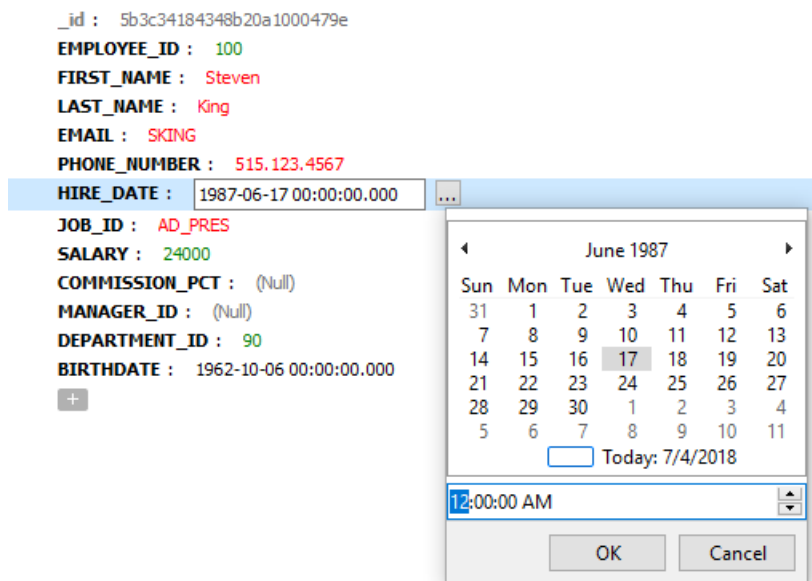 _id : 5b3c34184348b20a1000479e
EMPLOYEE_ID : 100
FIRST_NAME : Steven
LAST_NAME : King
EMAIL : SKING
PHONE_NUMBER : 515.123.4567
HIRE_DATE : 1987-06-17 00:00:00.000 ...
JOB_ID : AD_PRES
SALARY : 24000
COMMISSION_PCT : (Null)
MANAGER_ID : (Null)
DEPARTMENT_ID : 90
BIRTHDATE : 1962-10-06 00:00:00.000
+
June 1987
Sun Mon Tue Wed Thu Fri Sat
31 1 2 3 4 5 6
7 8 9 10 11 12 13
14 15 16 17 18 19 20
21 22 23 24 25 26 27
28 29 30 1 2 3 4
5 6 7 8 9 10 11
Today: 7/4/2018
12:00:00 AM
OK Cancel